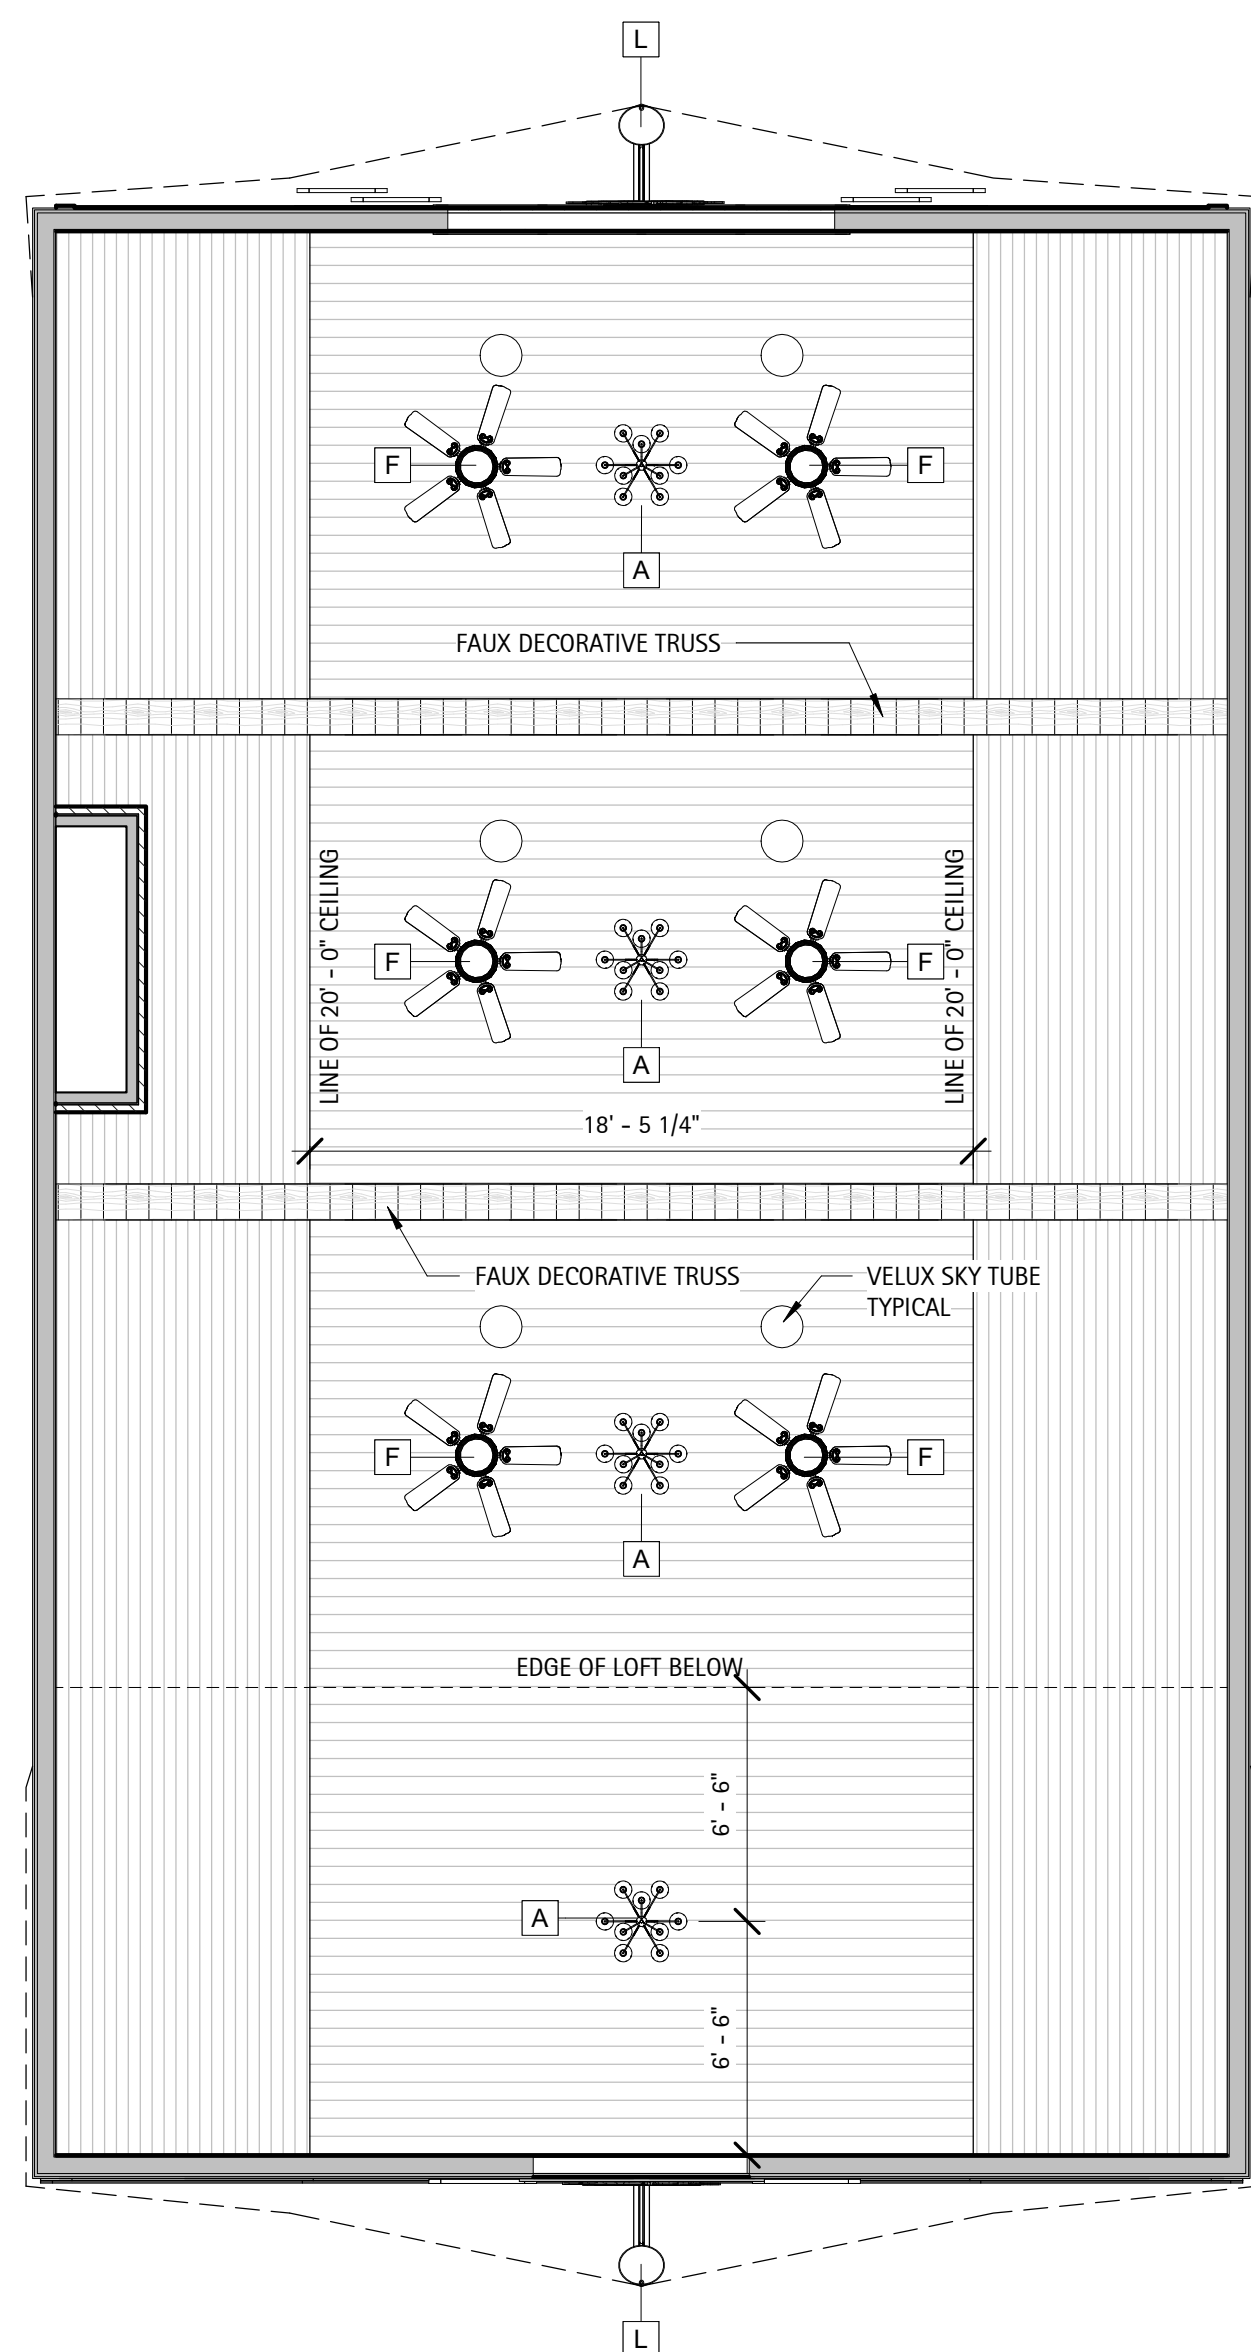 L
F
F
A
FAUX DECORATIVE TRUSS
LINE OF 20' - 0" CEILING
LINE OF 20' - 0" CEILING
F
F
A
18' - 5 1/4"
FAUX DECORATIVE TRUSS
VELUX SKY TUBE
TYPICAL
F
F
A
EDGE OF LOFT BELOW
6' - 6"
A
6' - 6"
L